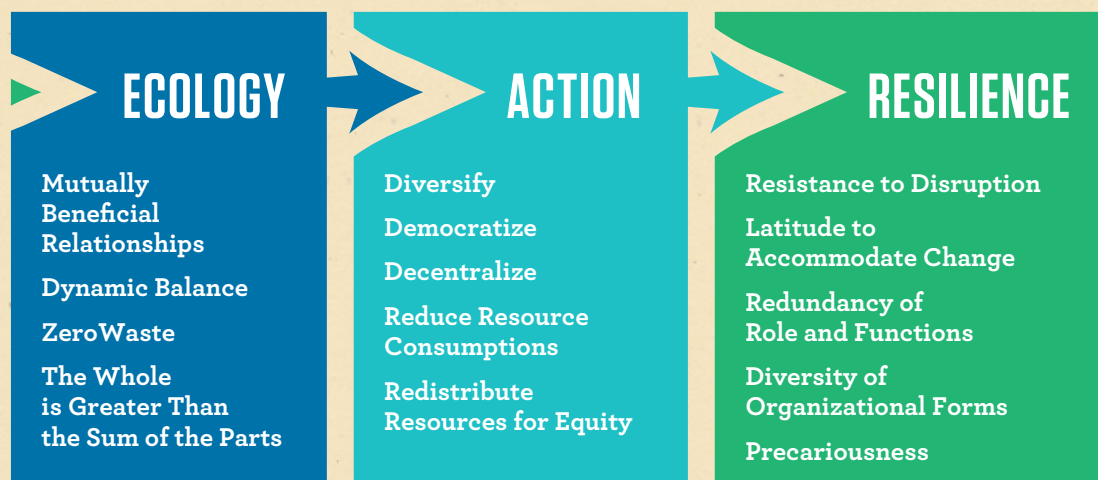 ECOLOGY
Mutually
Beneficial
Relationships
Dynamic Balance
ZeroWaste
The Whole
is Greater Than
the Sum of the Parts
ACTION
Diversify
Democratize
Decentralize
Reduce Resource
Consumptions
Redistribute
Resources for Equity
RESILIENCE
Resistance to Disruption
Latitude to
Accommodate Change
Redundancy of
Role and Functions
Diversity of
Organizational Forms
Precariousness